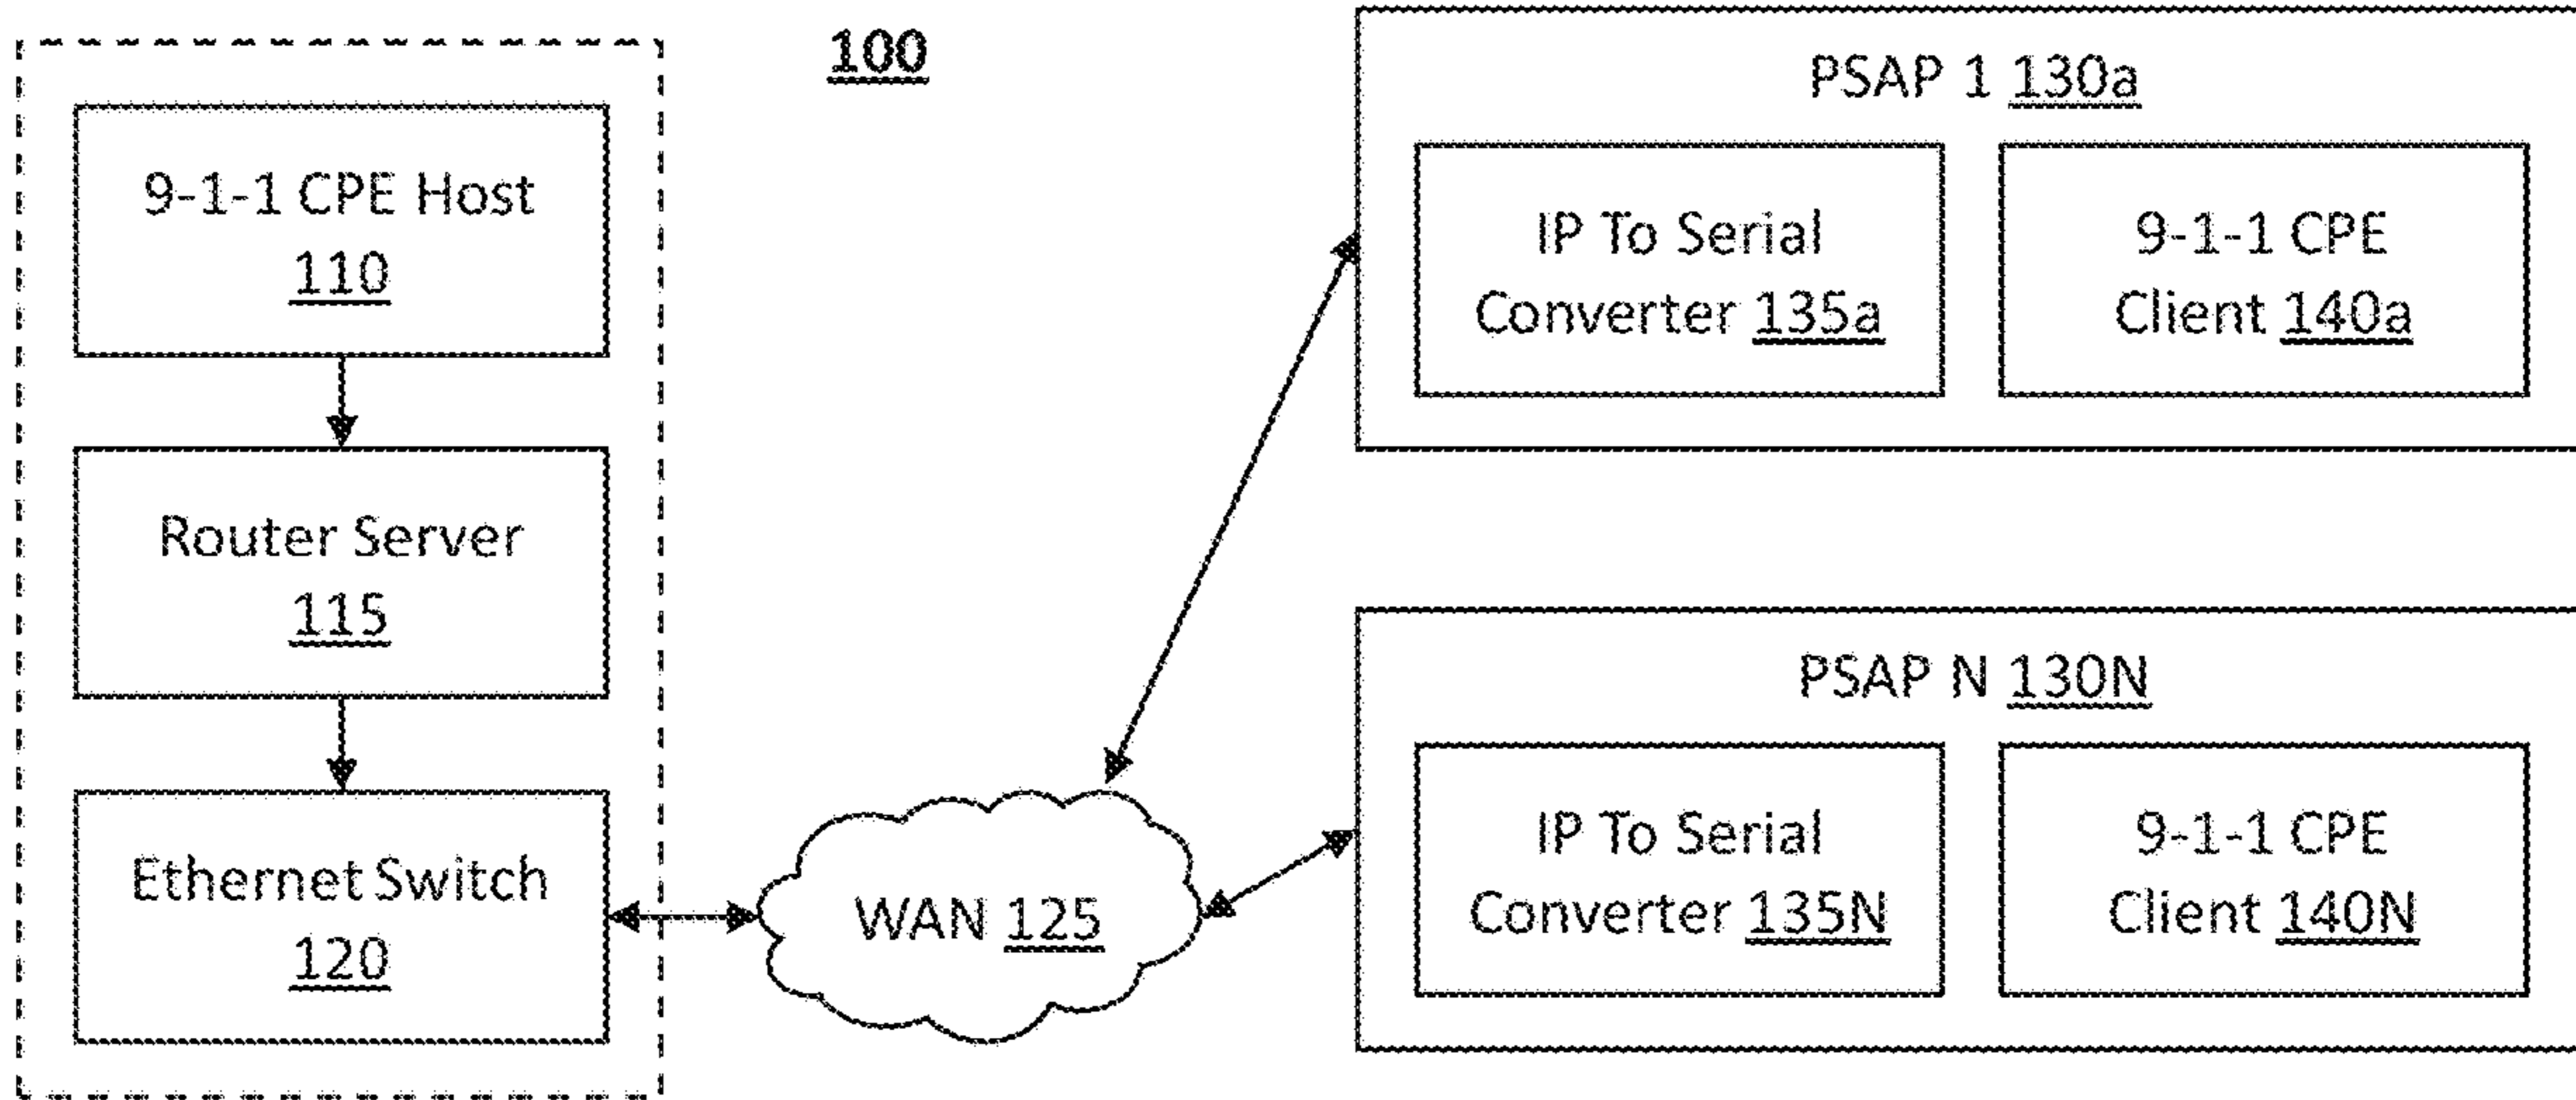 100
9-1-1 CPE Host
110
Router Server
115
Ethernet Switch
120
WAN 125
PSAP 1 130a
IP To Serial
Converter 135a
9-1-1 CPE
Client 140a
PSAP N 130N
IP To Serial
Converter 135N
9-1-1 CPE
Client 140N